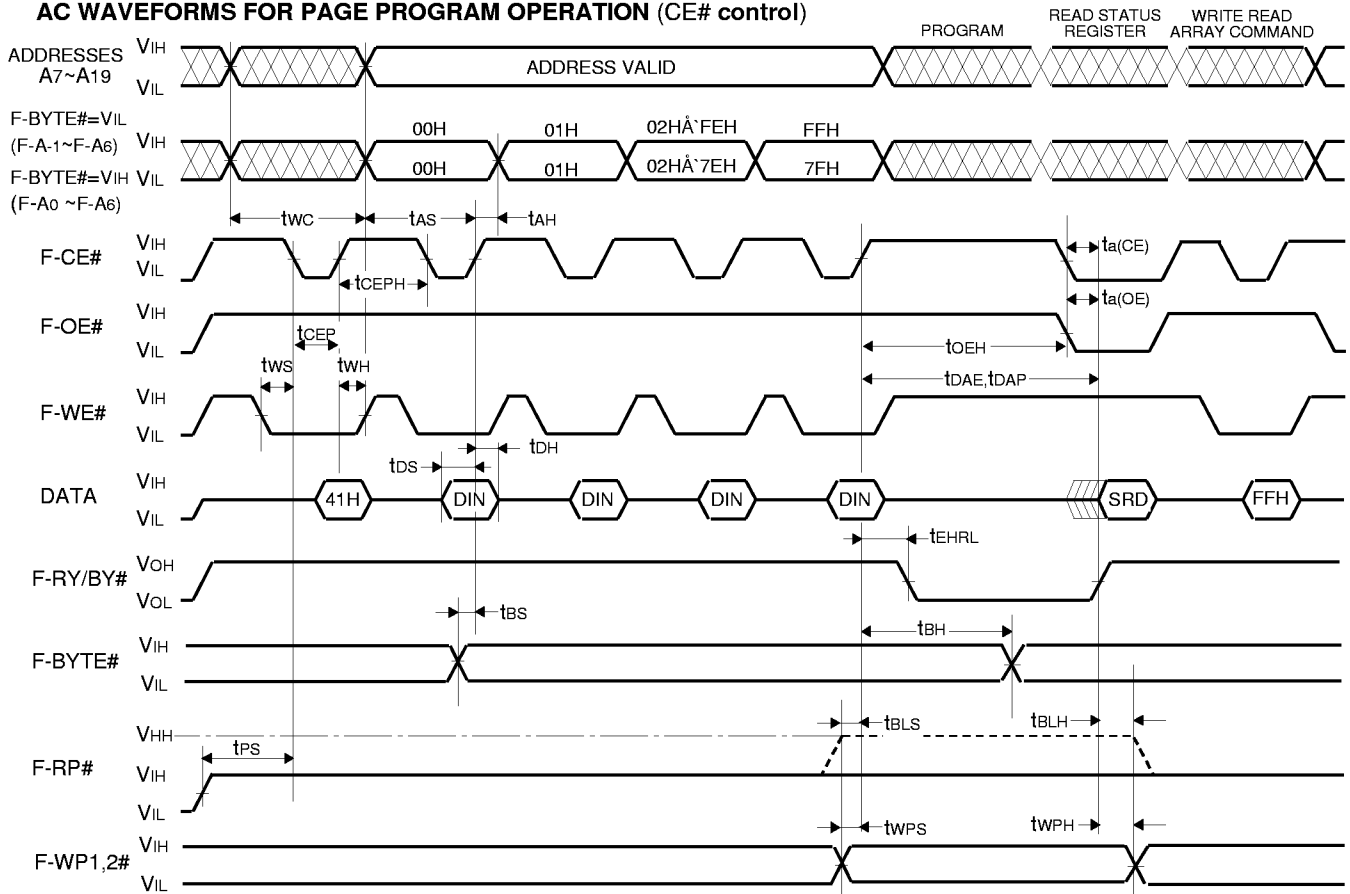 AC WAVEFORMS FOR PAGE PROGRAM OPERATION (CE# control)
PROGRAM
READ STATUS
REGISTER
WRITE READ
ARRAY COMMAND
ADDRESSES
A7~A19
VIH
VIL
ADDRESS VALID
F-BYTE#=VIL
(F-A-1~F-A6)
F-BYTE#=VIH
(F-A0 ~F-A6)
VIH
VIL
00H
01H
02HÅ`FEH
FFH
00H
01H
02HÅ`7EH
7FH
tWC
tAS
tAH
F-CE#
VIH
VIL
tCEPH
ta(CE)
F-OE#
VIH
VIL
tCEP
ta(OE)
tOEH
tWS
tWH
tDAE,tDAP
F-WE#
VIH
VIL
tDS
tDH
DATA
VIH
VIL
41H
DIN
DIN
DIN
DIN
SRD
FFH
tEHRL
F-RY/BY#
VOH
VOL
tBS
tBH
F-BYTE#
VIH
VIL
tBLS
tBLH
VHH
tPS
F-RP#
VIH
VIL
tWPS
tWPH
F-WP1,2#
VIH
VIL